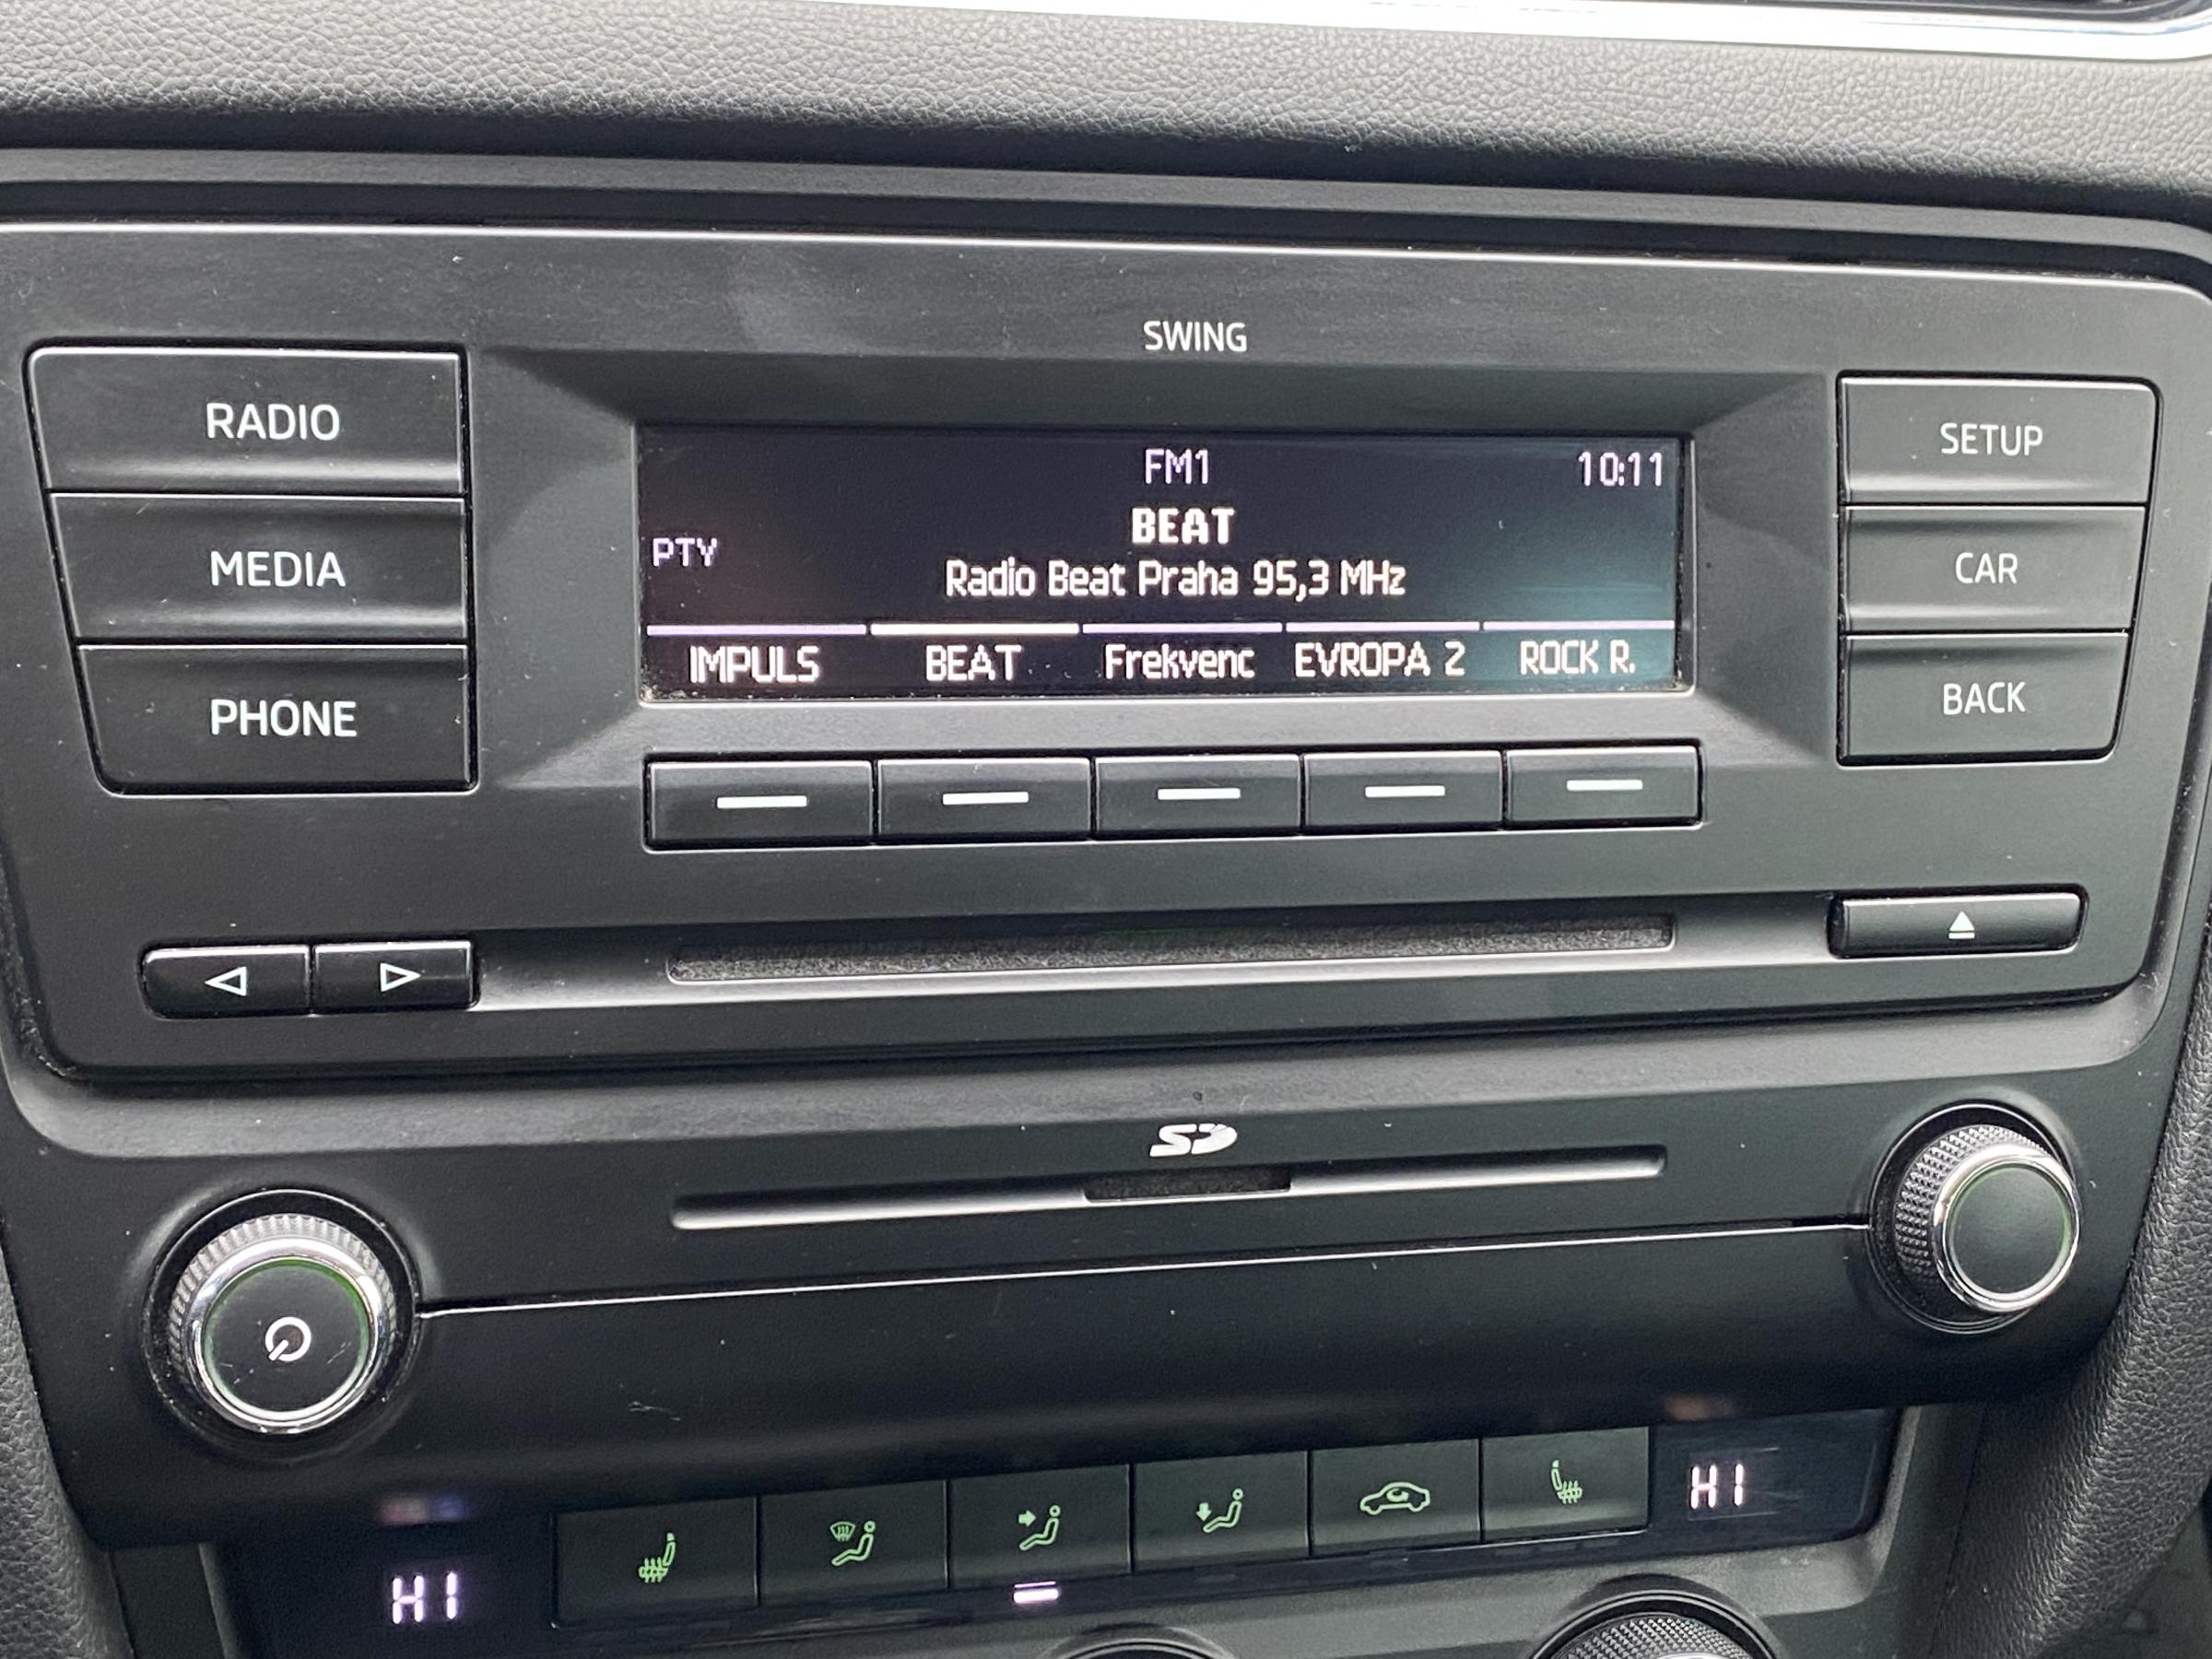 SWING
RADIO
MEDIA
PHONE
FM1 10:11
BEAT
PTY
Radio Beat Praha 95,3 MHz
IMPULS BEAT Frekvenc EVROPA 2 ROCK R.
SETUP
CAR
BACK
SD
HI
HI